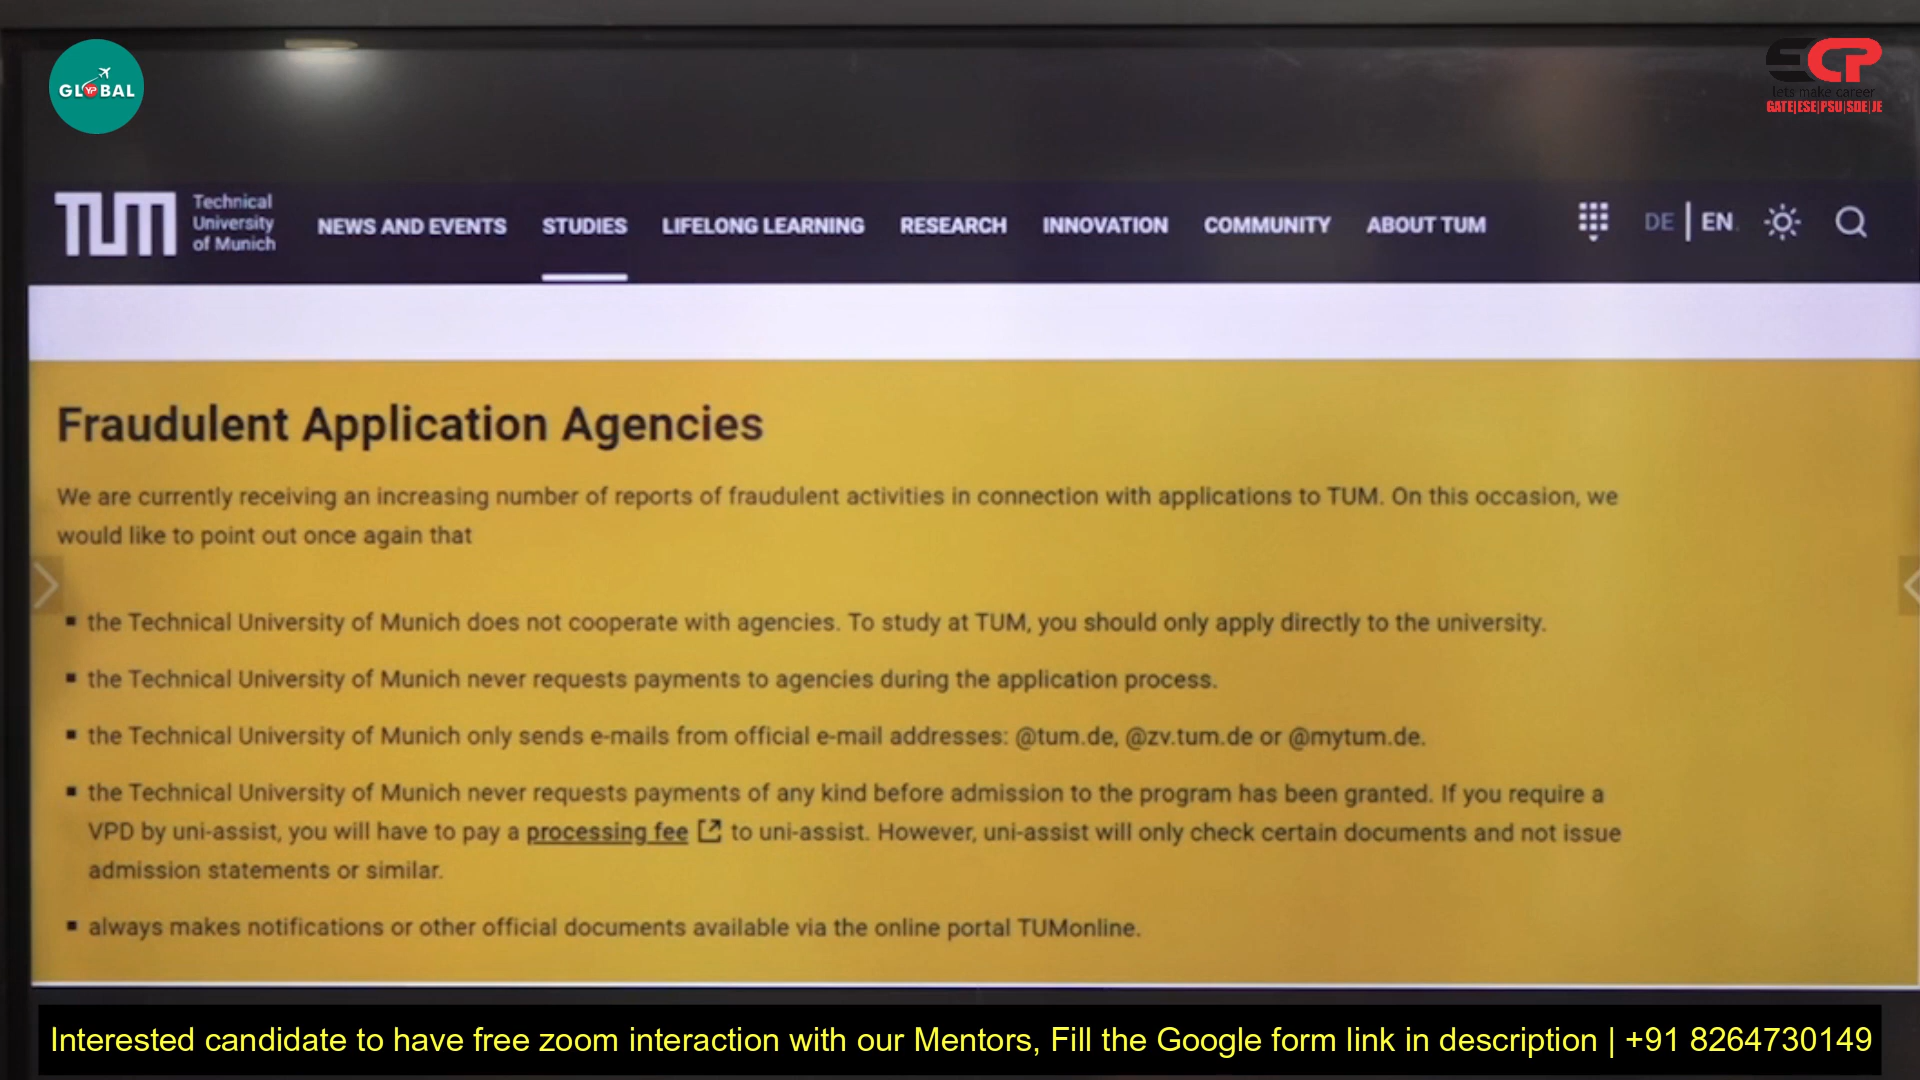 GLYPBAL
ECP
lets make career
GATE|ESE|PSU|SDE|JE
TUM
Technical
University
of Munich
NEWS AND EVENTS STUDIES LIFELONG LEARNING RESEARCH INNOVATION COMMUNITY ABOUT TUM DE | EN
Fraudulent Application Agencies
We are currently receiving an increasing number of reports of fraudulent activities in connection with applications to TUM. On this occasion, we
would like to point out once again that
▪ the Technical University of Munich does not cooperate with agencies. To study at TUM, you should only apply directly to the university.
▪ the Technical University of Munich never requests payments to agencies during the application process.
▪ the Technical University of Munich only sends e-mails from official e-mail addresses: @tum.de, @zv.tum.de or @mytum.de.
▪ the Technical University of Munich never requests payments of any kind before admission to the program has been granted. If you require a
VPD by uni-assist, you will have to pay a processing fee to uni-assist. However, uni-assist will only check certain documents and not issue
admission statements or similar.
▪ always makes notifications or other official documents available via the online portal TUMonline.
Interested candidate to have free zoom interaction with our Mentors, Fill the Google form link in description | +91 8264730149